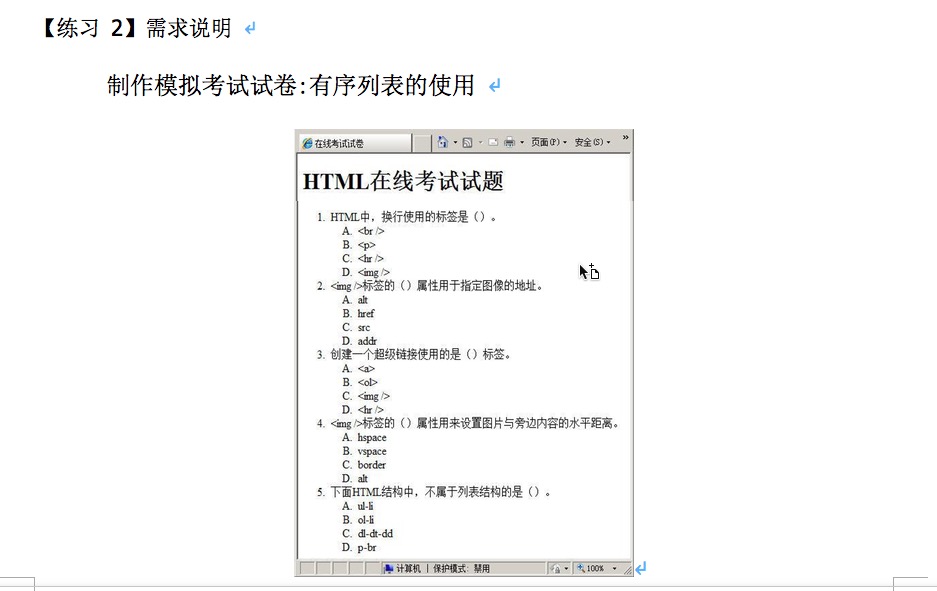 【练习 2】需求说明
制作模拟考试试卷:有序列表的使用
在线考试试卷
页面(P)
安全(S)
»
HTML在线考试试题
1. HTML中，换行使用的标签是（）。
A. <br />
B. <p>
C. <hr />
D. <img />
2. <img />标签的（）属性用于指定图像的地址。
A. alt
B. href
C. src
D. addr
3. 创建一个超级链接使用的是（）标签。
A. <a>
B. <ol>
C. <img />
D. <hr />
4. <img />标签的（）属性用来设置图片与旁边内容的水平距离。
A. hspace
B. vspace
C. border
D. alt
5. 下面HTML结构中，不属于列表结构的是（）。
A. ul-li
B. ol-li
C. dl-dt-dd
D. p-br
计算机 | 保护模式: 禁用
100%